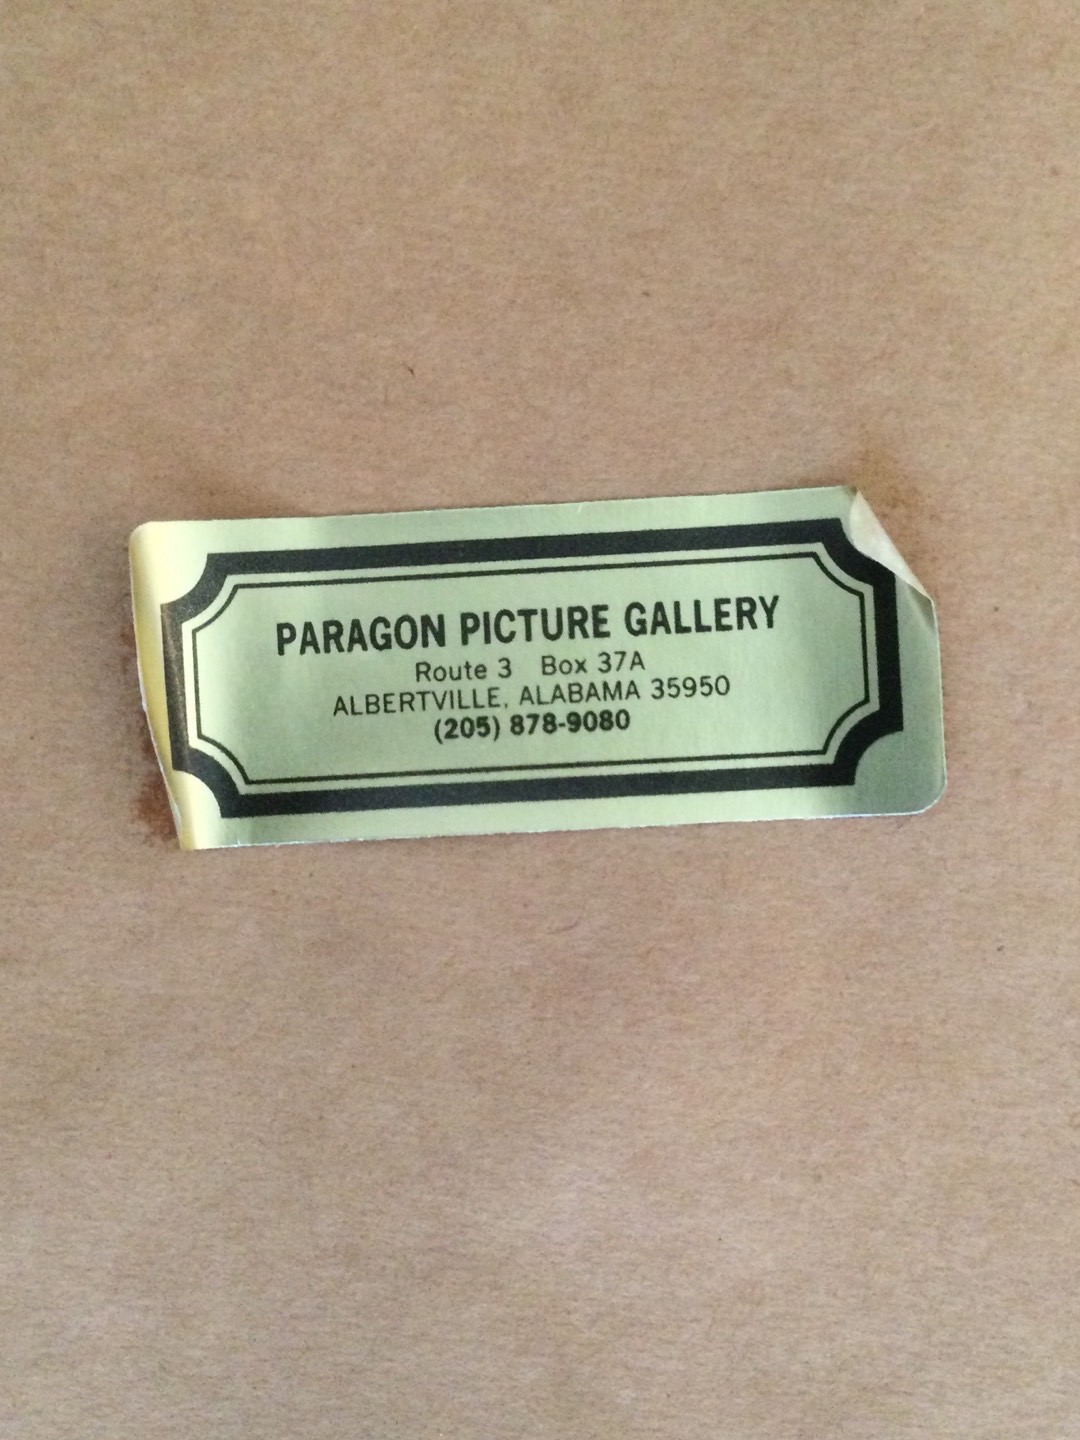 PARAGON PICTURE GALLERY
Route 3 Box 37A
ALBERTVILLE, ALABAMA 35950
(205) 878-9080